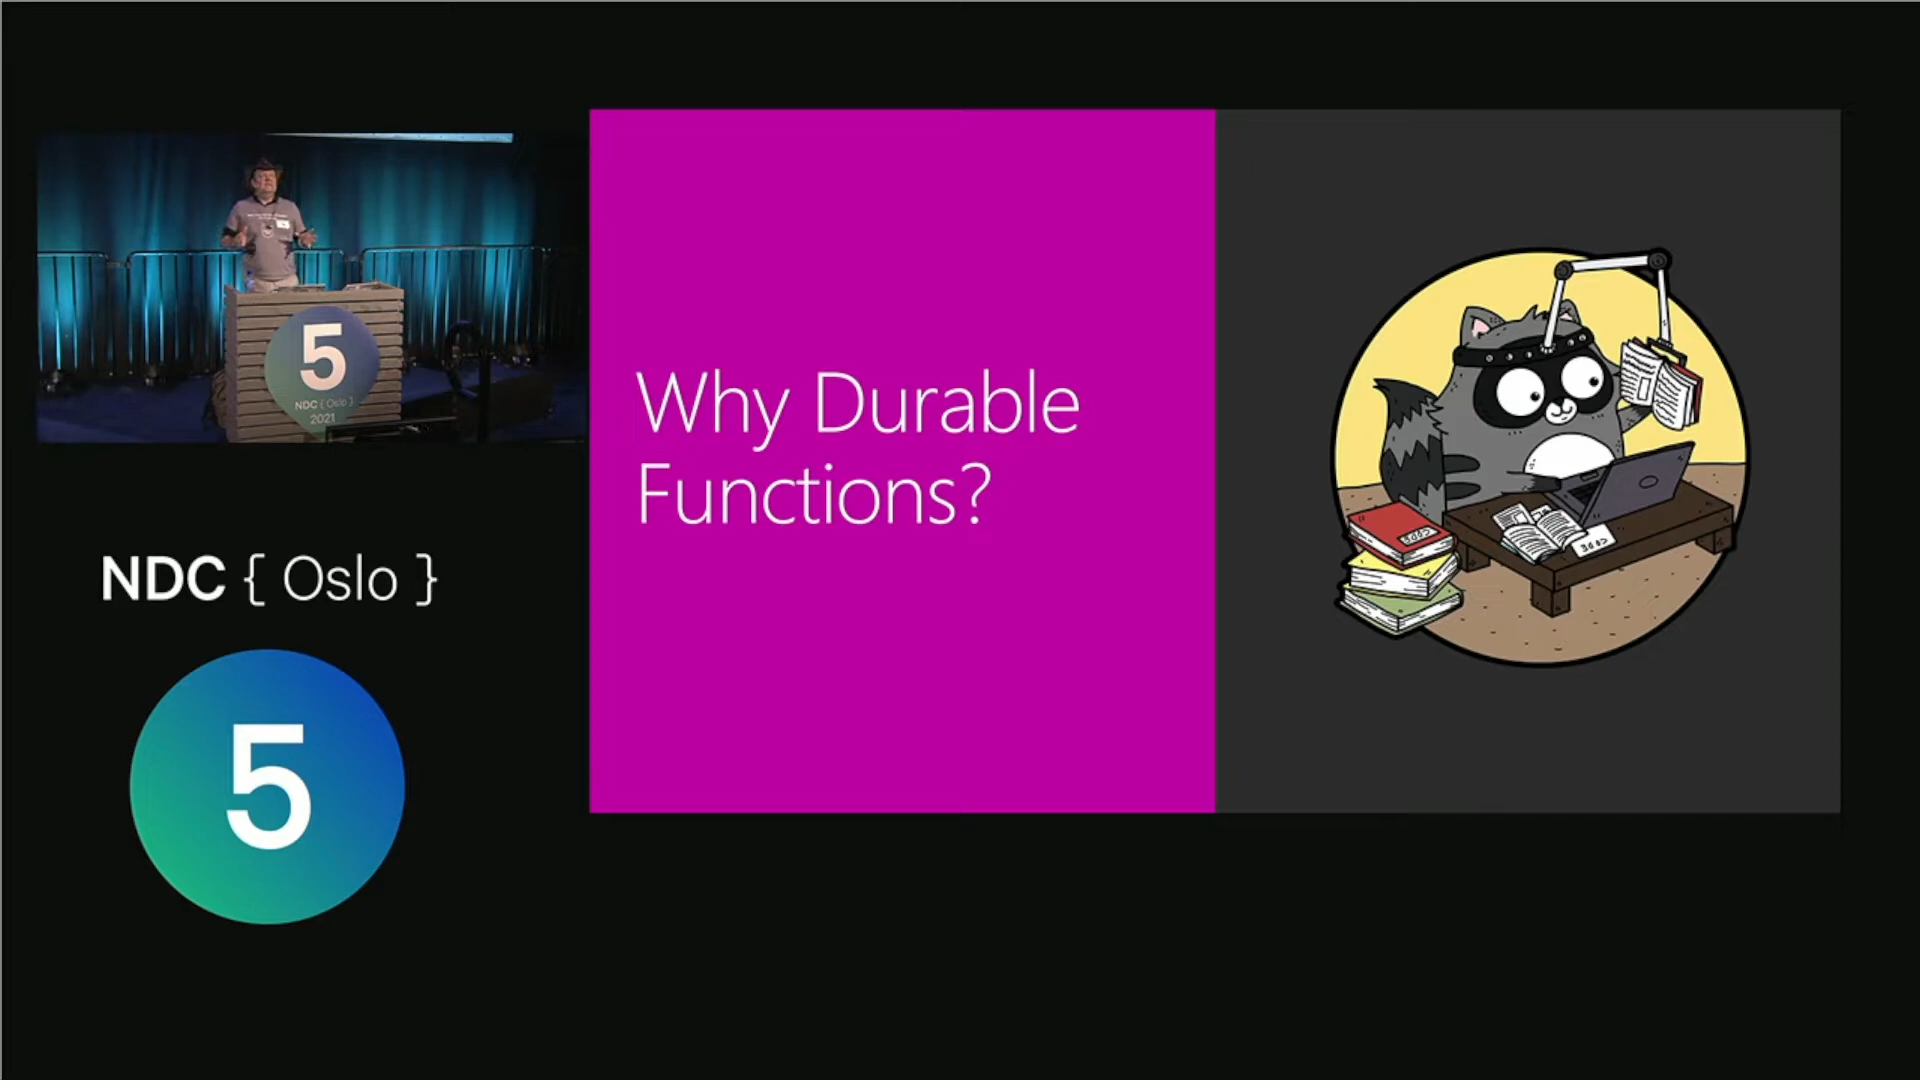 5
NDC { Oslo }
2021
NDC { Oslo }
5
Why Durable
Functions?